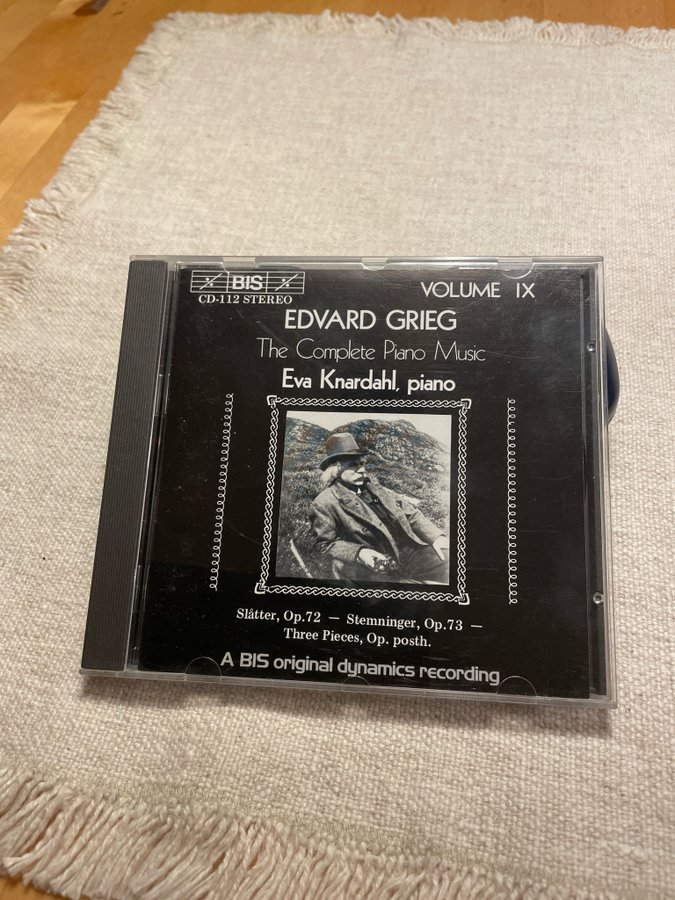 BIS
CD-112 STEREO
VOLUME IX
EDVARD GRIEG
The Complete Piano Music
Eva Knardahl, piano
Slåtter, Op.72 — Stemninger, Op.73 —
Three Pieces, Op. posth.
A BIS original dynamics recording